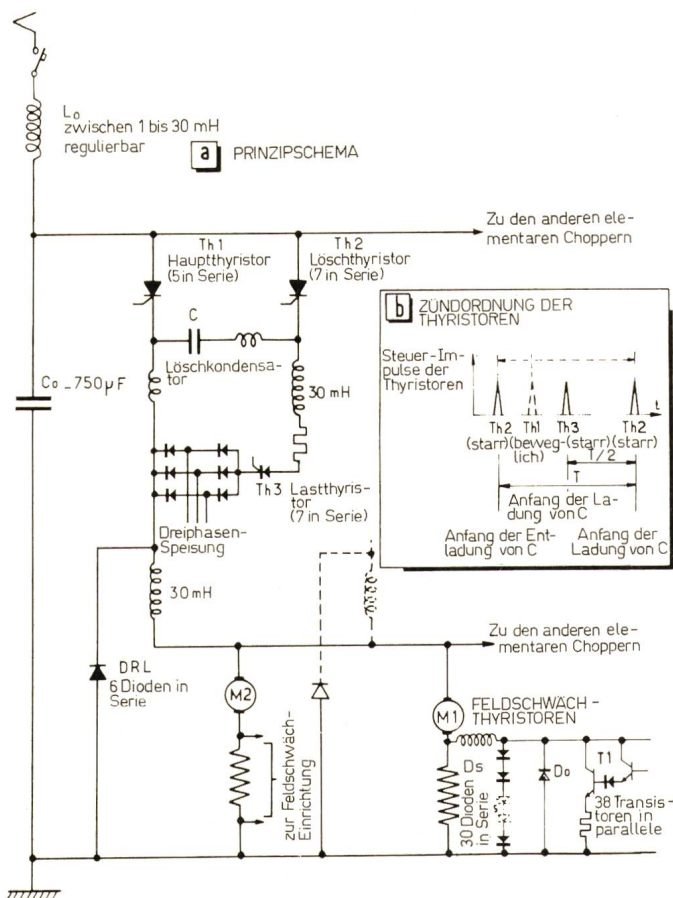 Lo
zwischen 1 bis 30 mH
regulierbar
a PRINZIPSCHEMA
Zu den anderen ele-
mentaren Choppern
Th1
Hauptthyristor
(5 in Serie)
Th2
Löschthyristor
(7 in Serie)
C
Löschkondensa-
tor
30 mH
Co _ 750 µF
Th3 Lastthyris-
tor
(7 in Serie)
Dreiphasen-
Speisung
30 mH
b ZÜNDORDNUNG DER
THYRISTOREN
Steuer-Im-
pulse der
Thyristoren
t
Th2 Th1 Th3 Th2
(starr)(beweg-(starr)(starr)
lich)
T/2
T
Anfang der La-
dung von C
Anfang der Ent-
ladung von C
Anfang der
Ladung von C
Zu den anderen ele-
mentaren Choppern
DRL
6 Dioden in
Serie
M2
zur Feldschwäch-
Einrichtung
M1
FELDSCHWÄCH-
THYRISTOREN
Ds
30 Dioden
in Serie
Do
T1
38 Transis-
toren in
parallele